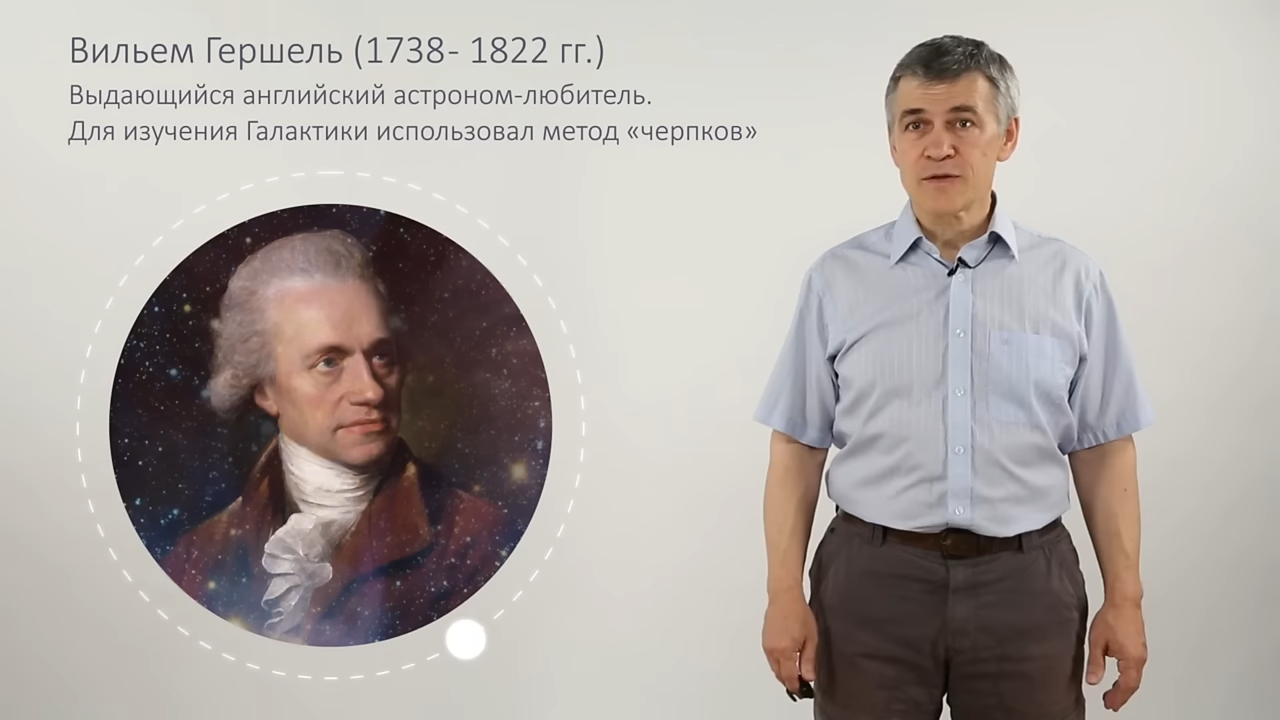 Вильем Гершель (1738- 1822 гг.)
Выдающийся английский астроном-любитель.
Для изучения Галактики использовал метод «черпков»